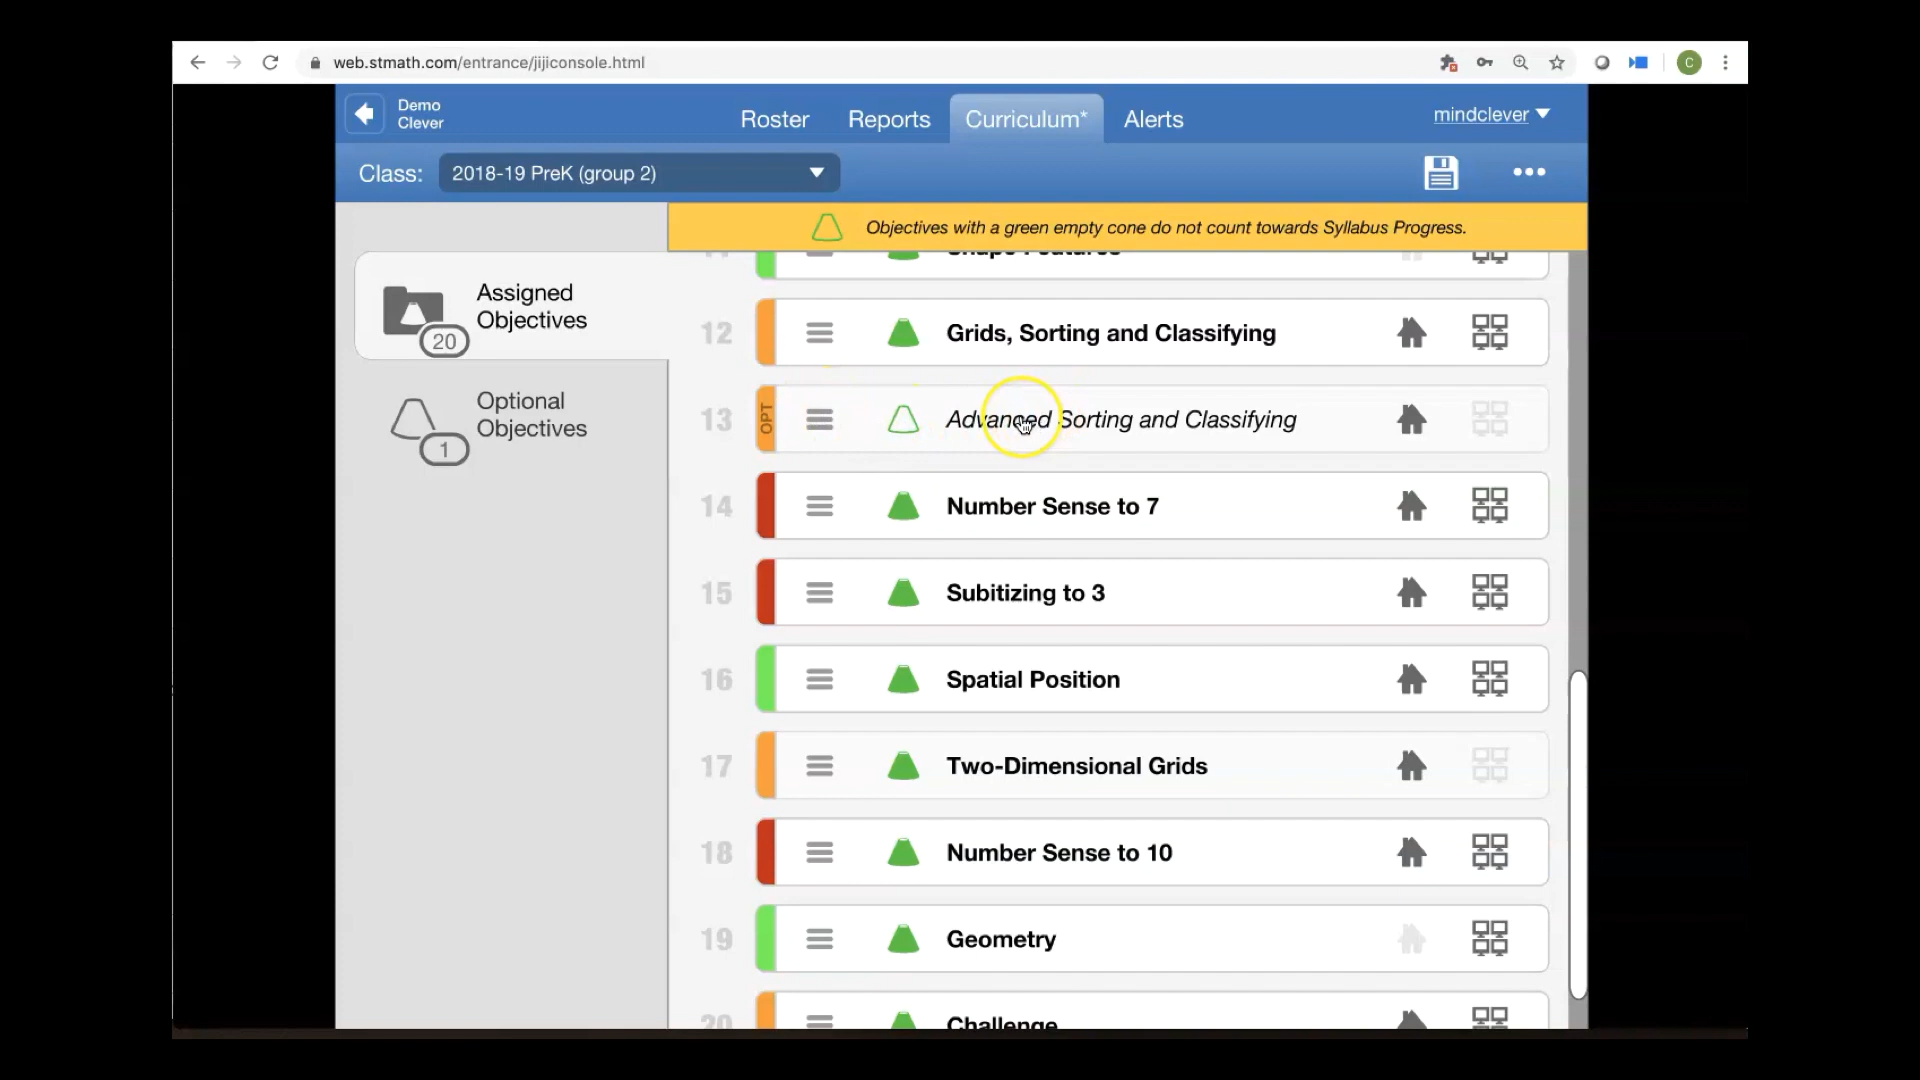 web.stmath.com/entrance/jijiconsole.html
C
Demo
Clever
Roster
Reports
Curriculum*
Alerts
mindclever
Class:
2018-19 PreK (group 2)
Objectives with a green empty cone do not count towards Syllabus Progress.
Assigned
Objectives
20
Optional
Objectives
1
Shape Features
12 Grids, Sorting and Classifying
13 OPT Advanced Sorting and Classifying
14 Number Sense to 7
15 Subitizing to 3
16 Spatial Position
17 Two-Dimensional Grids
18 Number Sense to 10
19 Geometry
20 Challenge